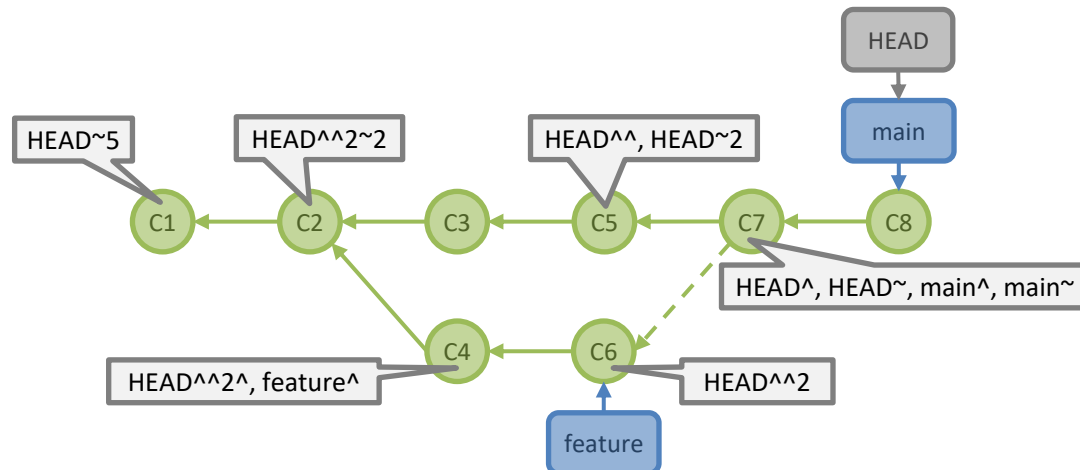 HEAD
main
HEAD~5
HEAD^^2~2
HEAD^^, HEAD~2
C1
C2
C3
C5
C7
C8
HEAD^, HEAD~, main^, main~
C4
C6
HEAD^^2^, feature^
HEAD^^2
feature